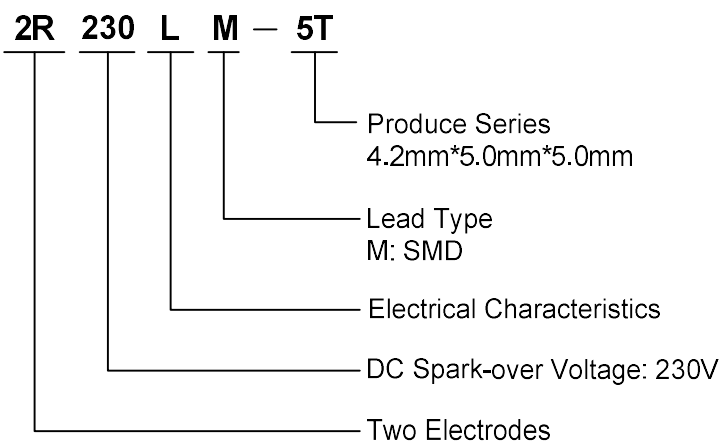 2R 230 L M – 5T
Produce Series
4.2mm*5.0mm*5.0mm
Lead Type
M: SMD
Electrical Characteristics
DC Spark-over Voltage: 230V
Two Electrodes